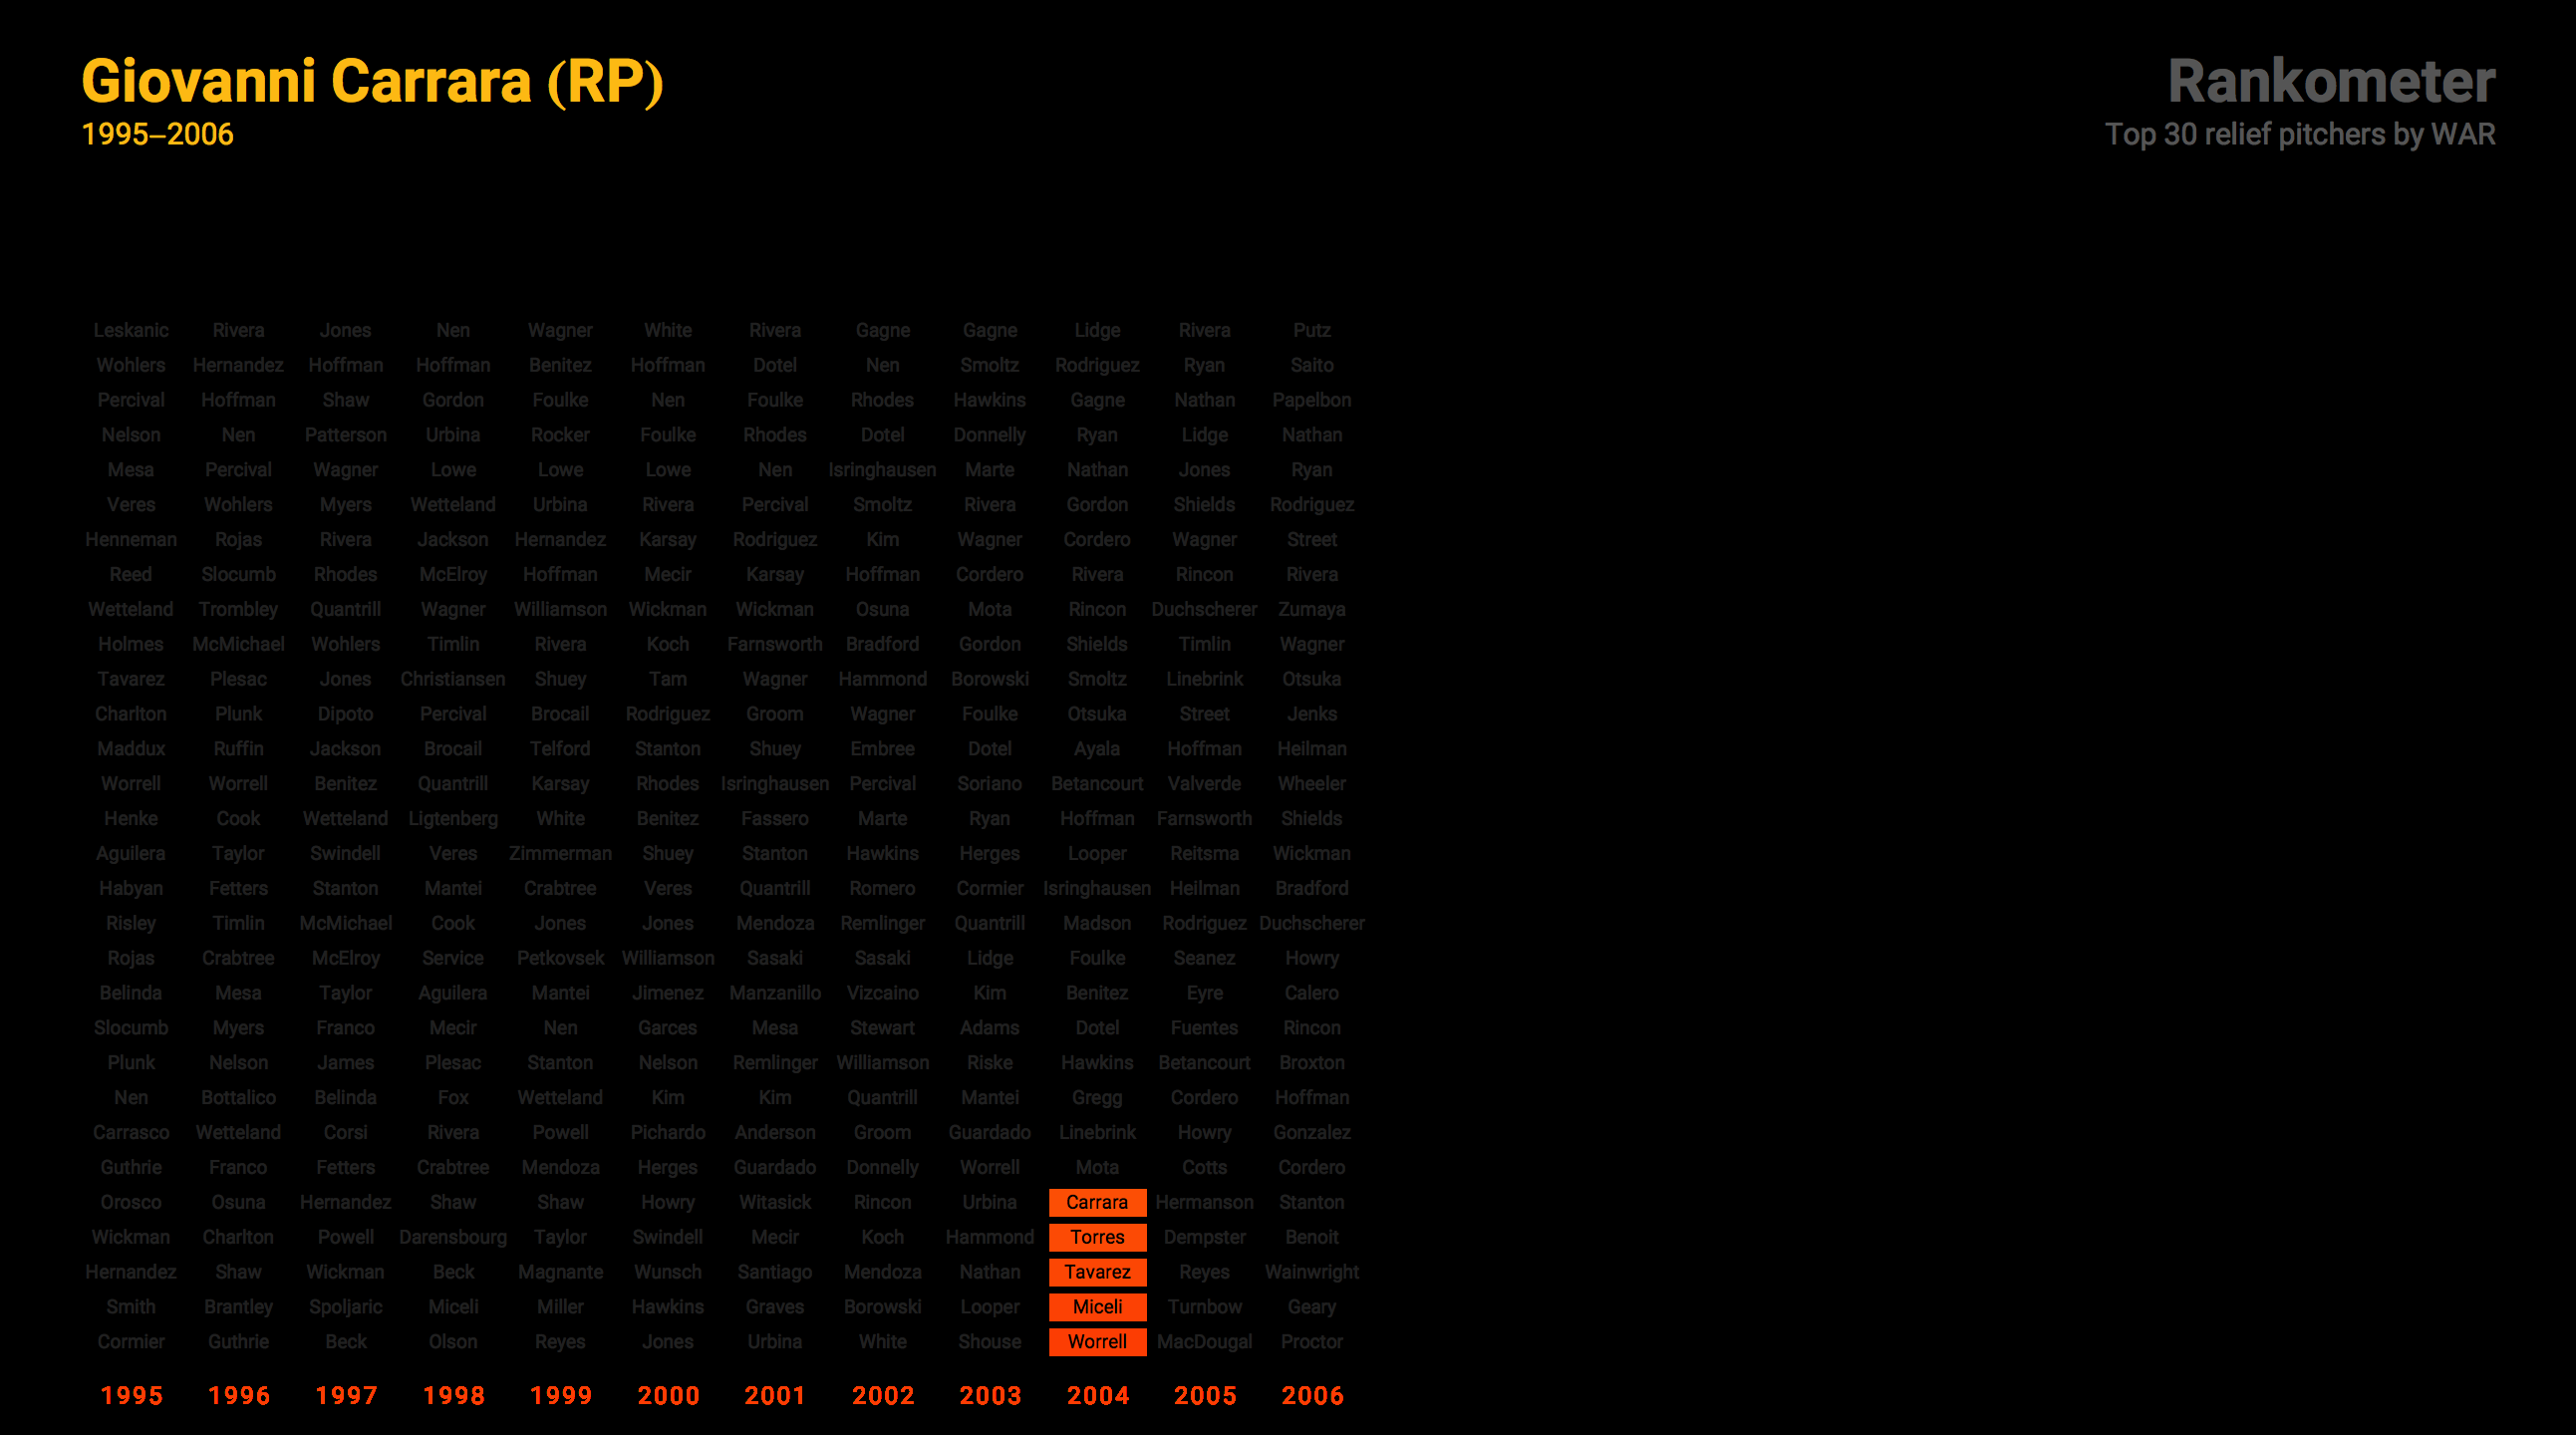 Giovanni Carrara (RP)
1995–2006
Rankometer
Top 30 relief pitchers by WAR
Leskanic Rivera Jones Nen Wagner White Rivera Gagne Gagne Lidge Rivera Putz
Wohlers Hernandez Hoffman Hoffman Benitez Hoffman Dotel Nen Smoltz Rodriguez Ryan Saito
Percival Hoffman Shaw Gordon Foulke Nen Foulke Rhodes Hawkins Gagne Nathan Papelbon
Nelson Nen Patterson Urbina Rocker Foulke Rhodes Dotel Donnelly Ryan Lidge Nathan
Mesa Percival Wagner Lowe Lowe Lowe Nen Isringhausen Marte Nathan Jones Ryan
Veres Wohlers Myers Wetteland Urbina Rivera Percival Smoltz Rivera Gordon Shields Rodriguez
Henneman Rojas Rivera Jackson Hernandez Karsay Rodriguez Kim Wagner Cordero Wagner Street
Reed Slocumb Rhodes McElroy Hoffman Mecir Karsay Hoffman Cordero Rivera Rincon Rivera
Wetteland Trombley Quantrill Wagner Williamson Wickman Wickman Osuna Mota Rincon Duchscherer Zumaya
Holmes McMichael Wohlers Timlin Rivera Koch Farnsworth Bradford Gordon Shields Timlin Wagner
Tavarez Plesac Jones Christiansen Shuey Tam Wagner Hammond Borowski Smoltz Linebrink Otsuka
Charlton Plunk Dipoto Percival Brocail Rodriguez Groom Wagner Foulke Otsuka Street Jenks
Maddux Ruffin Jackson Brocail Telford Stanton Shuey Embree Dotel Ayala Hoffman Heilman
Worrell Worrell Benitez Quantrill Karsay Rhodes Isringhausen Percival Soriano Betancourt Valverde Wheeler
Henke Cook Wetteland Ligtenberg White Benitez Fassero Marte Ryan Hoffman Farnsworth Shields
Aguilera Taylor Swindell Veres Zimmerman Shuey Stanton Hawkins Herges Looper Reitsma Wickman
Habyan Fetters Stanton Mantei Crabtree Veres Quantrill Romero Cormier Isringhausen Heilman Bradford
Risley Timlin McMichael Cook Jones Jones Mendoza Remlinger Quantrill Madson Rodriguez Duchscherer
Rojas Crabtree McElroy Service Petkovsek Williamson Sasaki Sasaki Lidge Foulke Seanez Howry
Belinda Mesa Taylor Aguilera Mantei Jimenez Manzanillo Vizcaino Kim Benitez Eyre Calero
Slocumb Myers Franco Mecir Nen Garces Mesa Stewart Adams Dotel Fuentes Rincon
Plunk Nelson James Plesac Stanton Nelson Remlinger Williamson Riske Hawkins Betancourt Broxton
Nen Bottalico Belinda Fox Wetteland Kim Kim Quantrill Mantei Gregg Cordero Hoffman
Carrasco Wetteland Corsi Rivera Powell Pichardo Anderson Groom Guardado Linebrink Howry Gonzalez
Guthrie Franco Fetters Crabtree Mendoza Herges Guardado Donnelly Worrell Mota Cotts Cordero
Orosco Osuna Hernandez Shaw Shaw Howry Witasick Rincon Urbina Carrara Hermanson Stanton
Wickman Charlton Powell Darensbourg Taylor Swindell Mecir Koch Hammond Torres Dempster Benoit
Hernandez Shaw Wickman Beck Magnante Wunsch Santiago Mendoza Nathan Tavarez Reyes Wainwright
Smith Brantley Spoljaric Miceli Miller Hawkins Graves Borowski Looper Miceli Turnbow Geary
Cormier Guthrie Beck Olson Reyes Jones Urbina White Shouse Worrell MacDougal Proctor
1995 1996 1997 1998 1999 2000 2001 2002 2003 2004 2005 2006